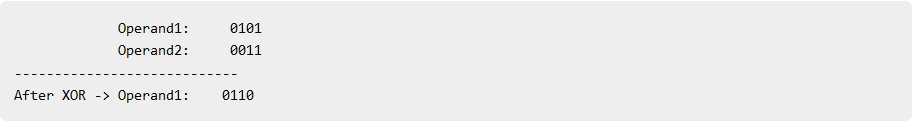 Operand1: 0101
Operand2: 0011
----------------------------
After XOR -> Operand1: 0110